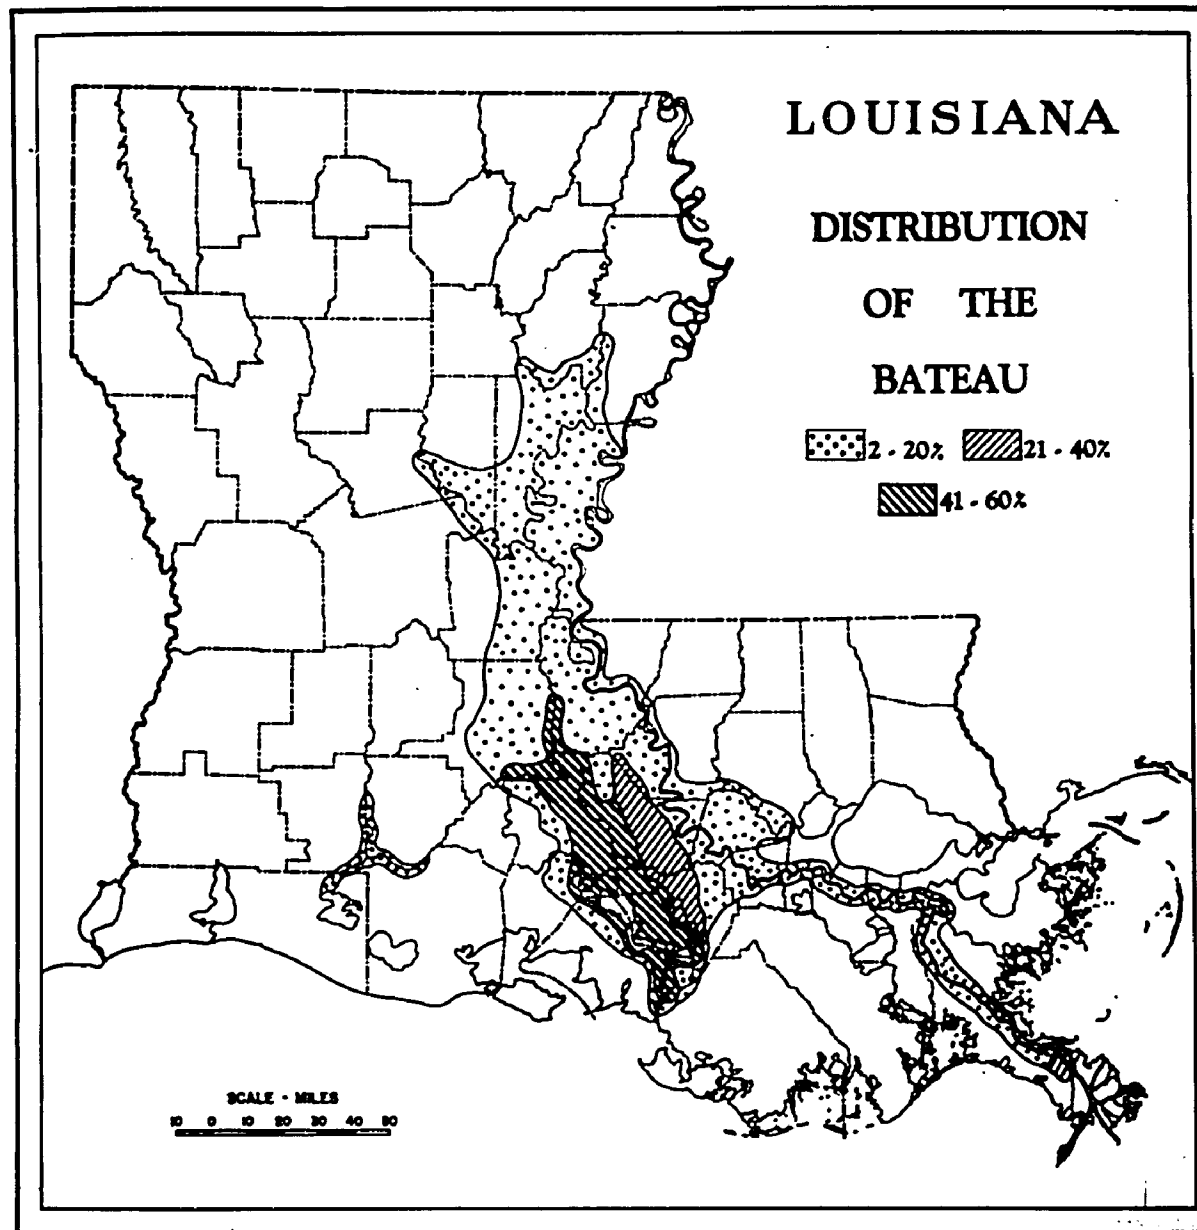 LOUISIANA
DISTRIBUTION
OF THE
BATEAU
2 - 20%
21 - 40%
41 - 60%
SCALE - MILES
10 0 10 20 30 40 50